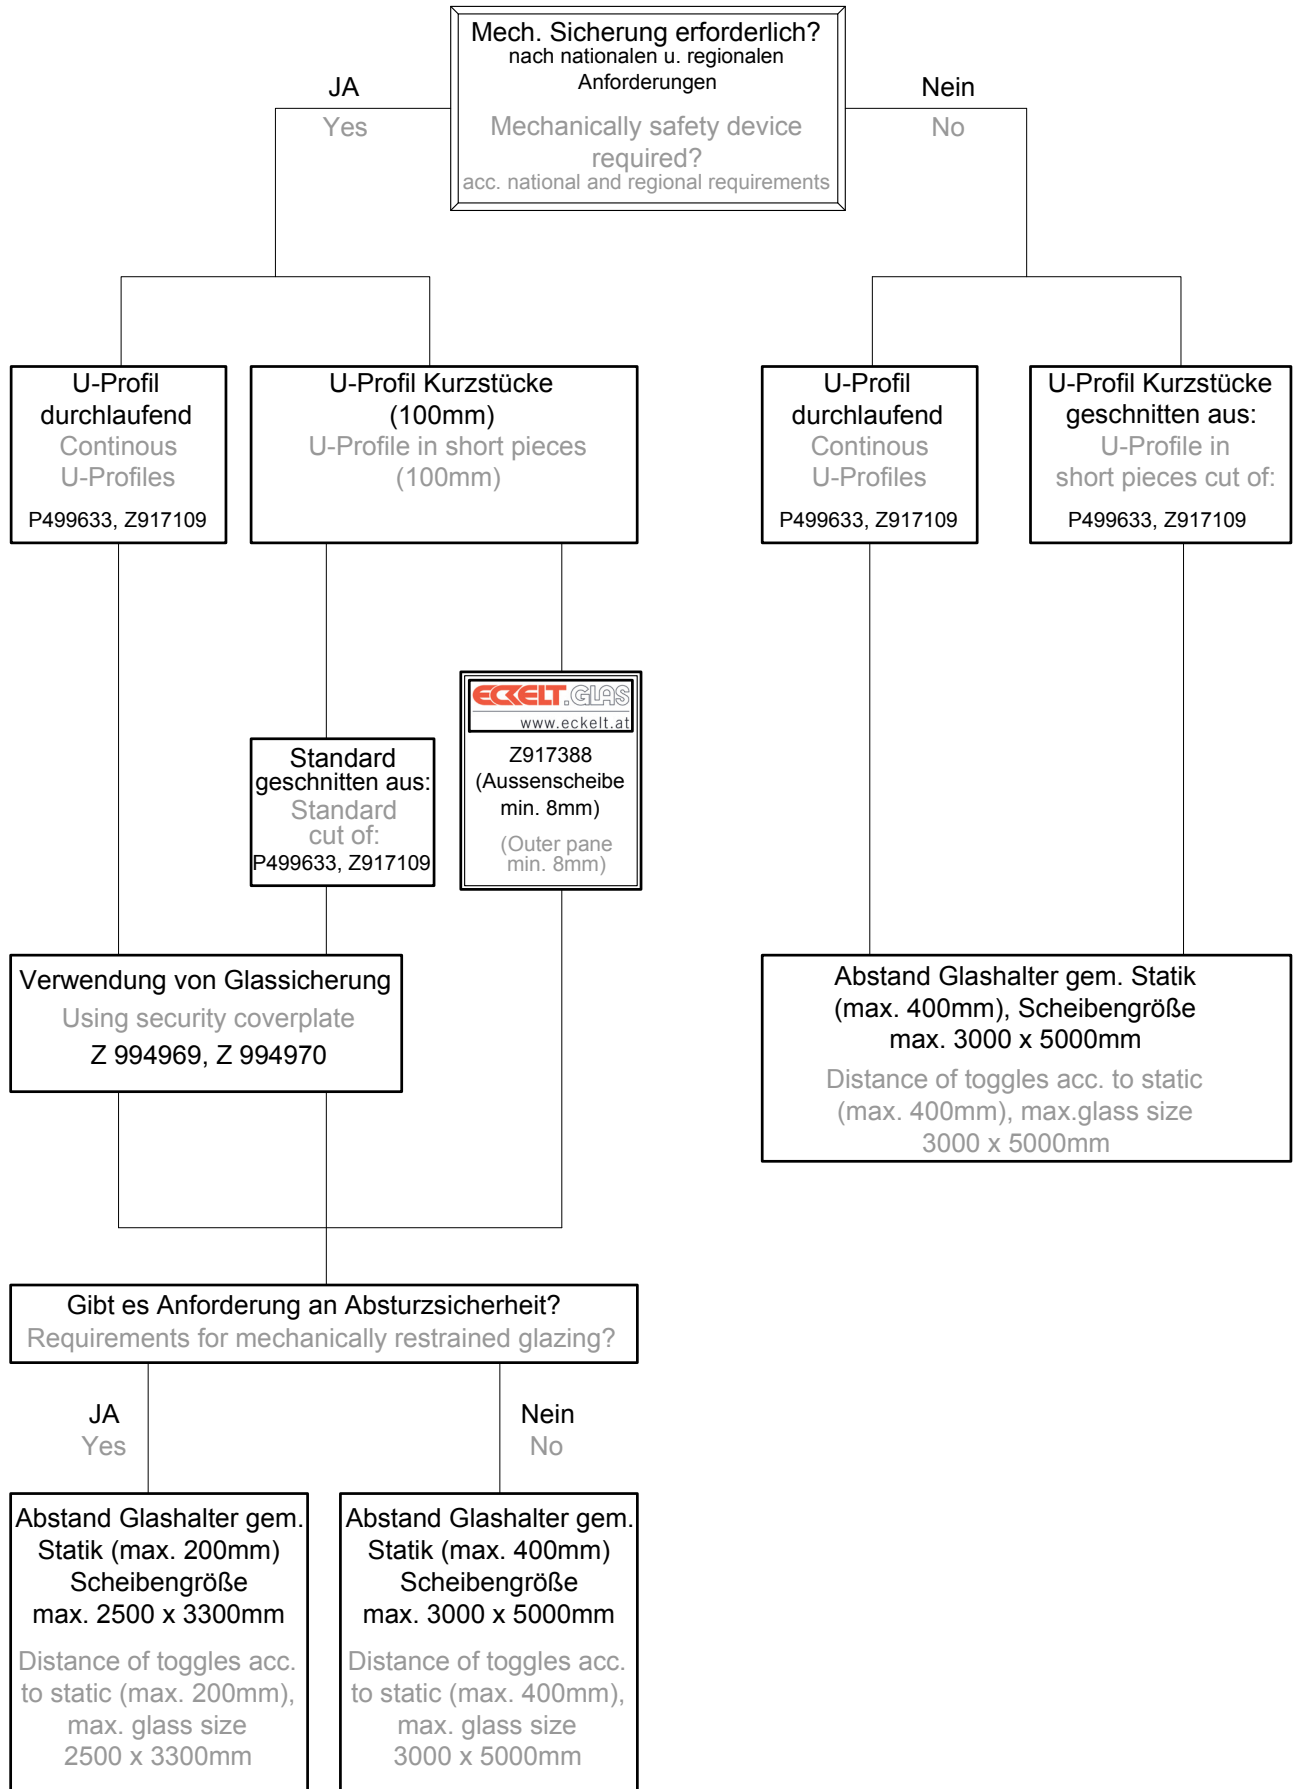 Mech. Sicherung erforderlich?
nach nationalen u. regionalen
Anforderungen
Mechanically safety device
required?
acc. national and regional requirements
JA
Yes
Nein
No
U-Profil
durchlaufend
Continous
U-Profiles
P499633, Z917109
U-Profil Kurzstücke
(100mm)
U-Profile in short pieces
(100mm)
U-Profil
durchlaufend
Continous
U-Profiles
P499633, Z917109
U-Profil Kurzstücke
geschnitten aus:
U-Profile in
short pieces cut of:
P499633, Z917109
ECKELT.GLAS
www.eckelt.at
Z917388
(Aussenscheibe
min. 8mm)
(Outer pane
min. 8mm)
Standard
geschnitten aus:
Standard
cut of:
P499633, Z917109
Verwendung von Glassicherung
Using security coverplate
Z 994969, Z 994970
Abstand Glashalter gem. Statik
(max. 400mm), Scheibengröße
max. 3000 x 5000mm
Distance of toggles acc. to static
(max. 400mm), max.glass size
3000 x 5000mm
Gibt es Anforderung an Absturzsicherheit?
Requirements for mechanically restrained glazing?
JA
Yes
Nein
No
Abstand Glashalter gem.
Statik (max. 200mm)
Scheibengröße
max. 2500 x 3300mm
Distance of toggles acc.
to static (max. 200mm),
max. glass size
2500 x 3300mm
Abstand Glashalter gem.
Statik (max. 400mm)
Scheibengröße
max. 3000 x 5000mm
Distance of toggles acc.
to static (max. 400mm),
max. glass size
3000 x 5000mm